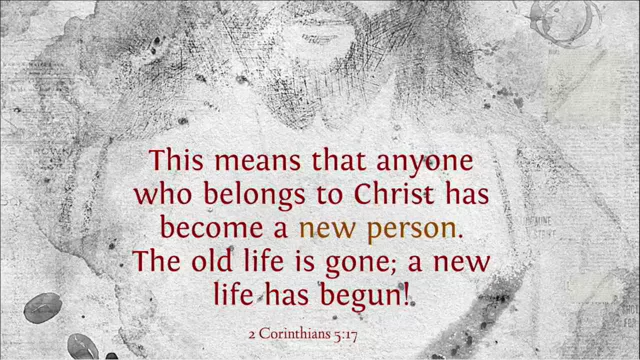 This means that anyone
who belongs to Christ has
become a new person.
The old life is gone; a new
life has begun!
2 Corinthians 5:17